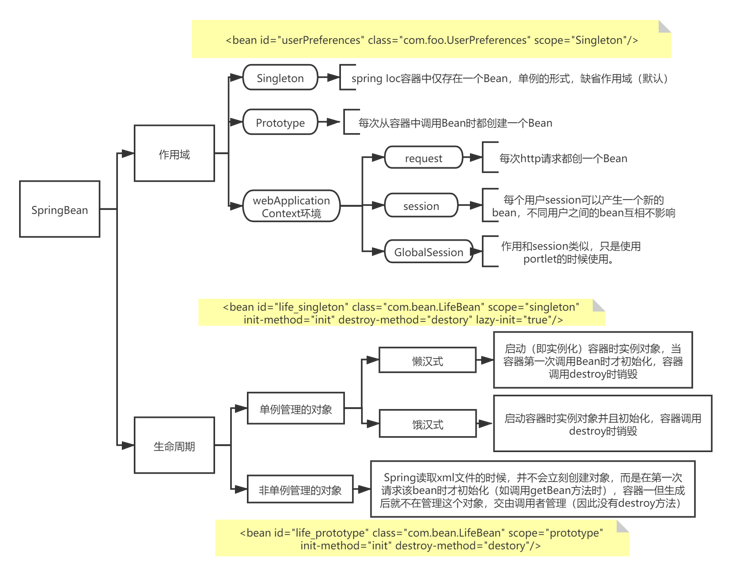 <bean id="userPreferences" class="com.foo.UserPreferences" scope="Singleton"/>
Singleton
spring Ioc容器中仅存在一个Bean，单例的形式，缺省作用域（默认）
Prototype
每次从容器中调用Bean时都创建一个Bean
作用域
request
每次http请求都创一个Bean
SpringBean
webApplication
Context环境
session
每个用户session可以产生一个新的
bean，不同用户之间的bean互相不影响
GlobalSession
作用和session类似，只是使用
portlet的时候使用。
<bean id="life_singleton" class="com.bean.LifeBean" scope="singleton"
init-method="init" destroy-method="destory" lazy-init="true"/>
懒汉式
启动（即实例化）容器时实例对象，当
容器第一次调用Bean时才初始化，容器
调用destroy时销毁
单例管理的对象
饿汉式
启动容器时实例对象并且初始化，容器调用
destroy时销毁
生命周期
非单例管理的对象
Spring读取xml文件的时候，并不会立刻创建对象，而是在第一次
请求该bean时才初始化（如调用getBean方法时），容器一但生成
后就不在管理这个对象，交由调用者管理（因此没有destroy方法）
<bean id="life_prototype" class="com.bean.LifeBean" scope="prototype"
init-method="init" destroy-method="destory"/>